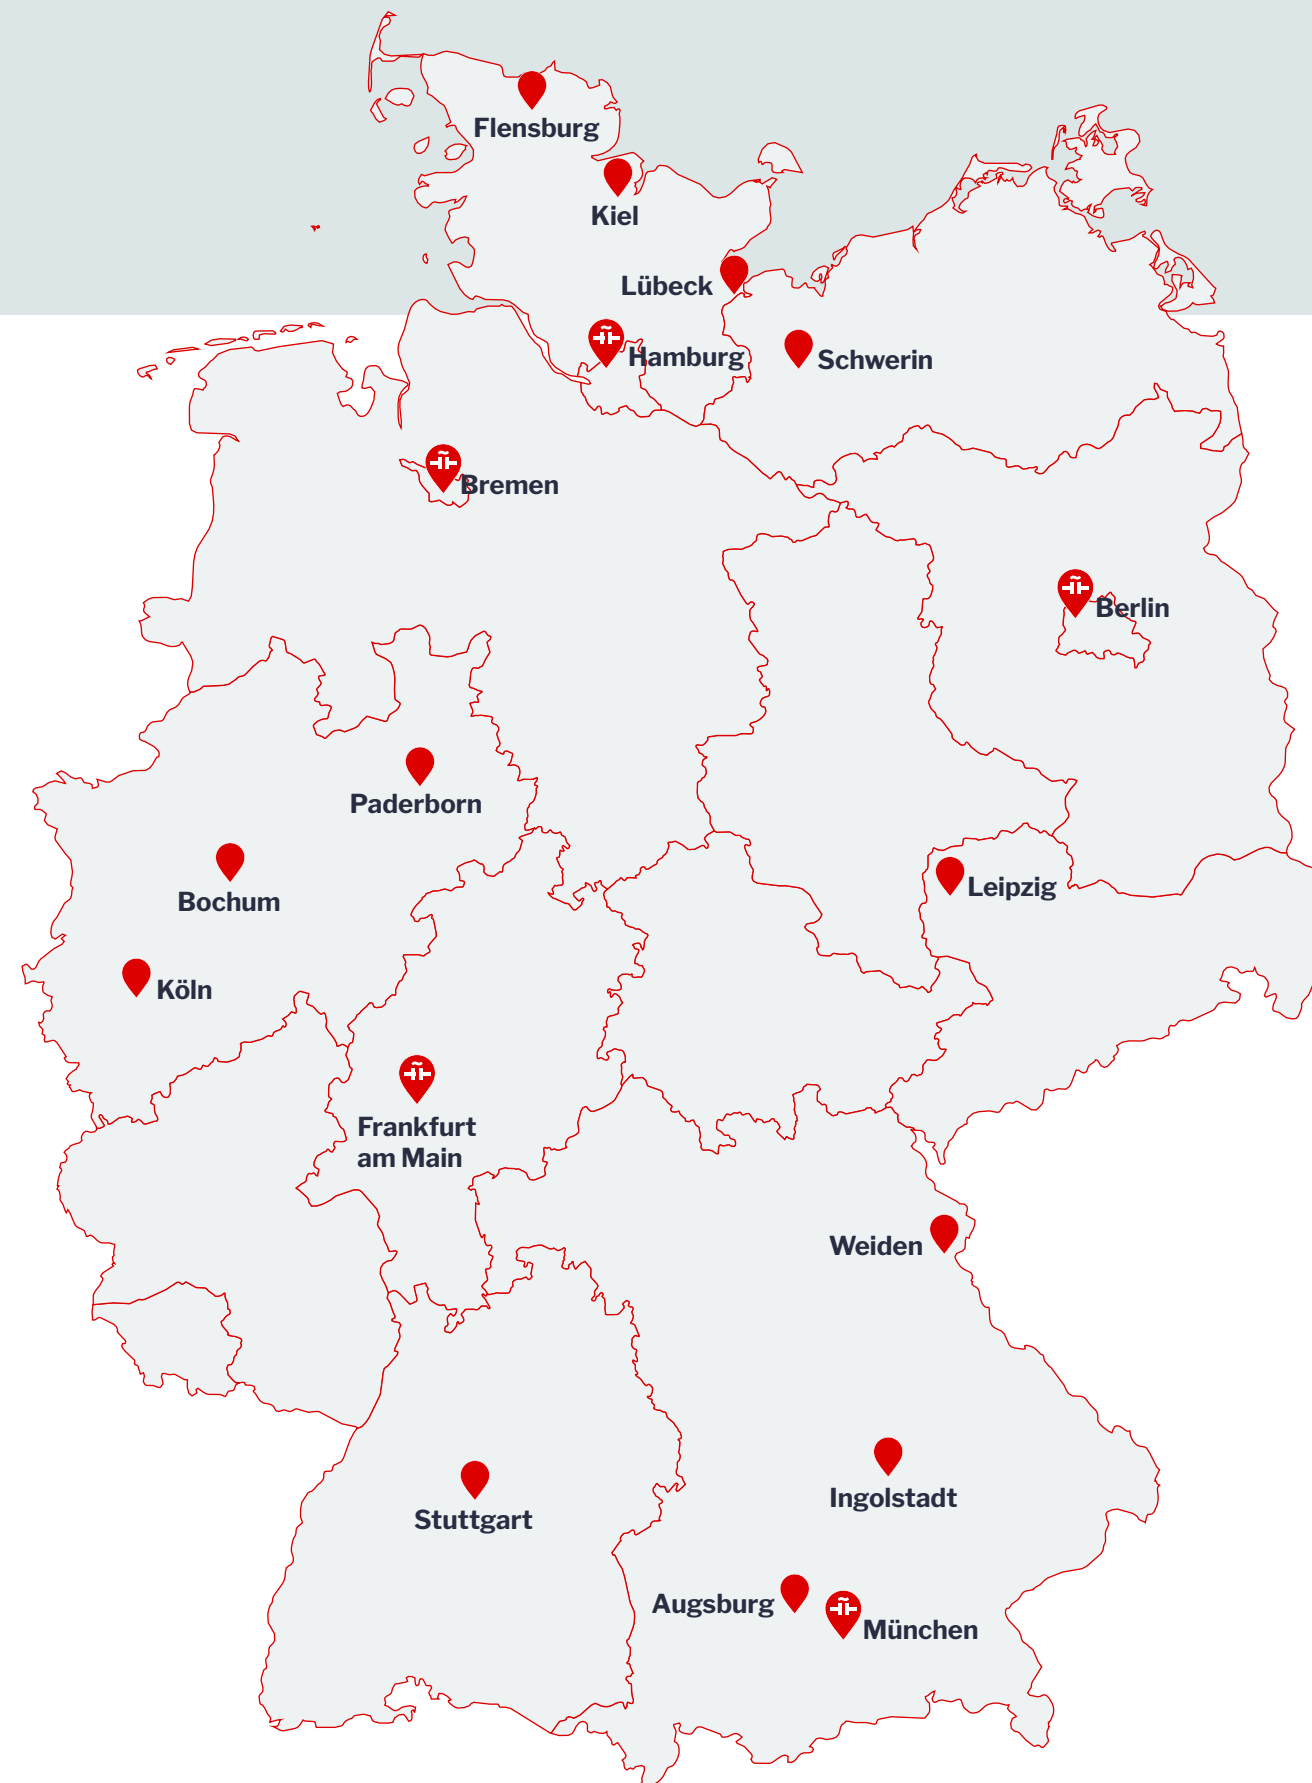 Flensburg
Kiel
Lübeck
Hamburg
Schwerin
Bremen
Berlin
Paderborn
Leipzig
Bochum
Köln
Frankfurt
am Main
Weiden
Ingolstadt
Stuttgart
Augsburg
München